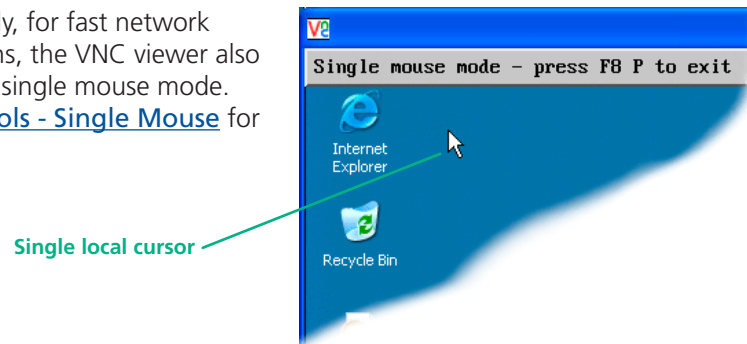 ly, for fast network
ns, the VNC viewer also
single mouse mode.
ols - Single Mouse for
V2
Single mouse mode - press F8 P to exit
Internet
Explorer
Single local cursor
Recycle Bin